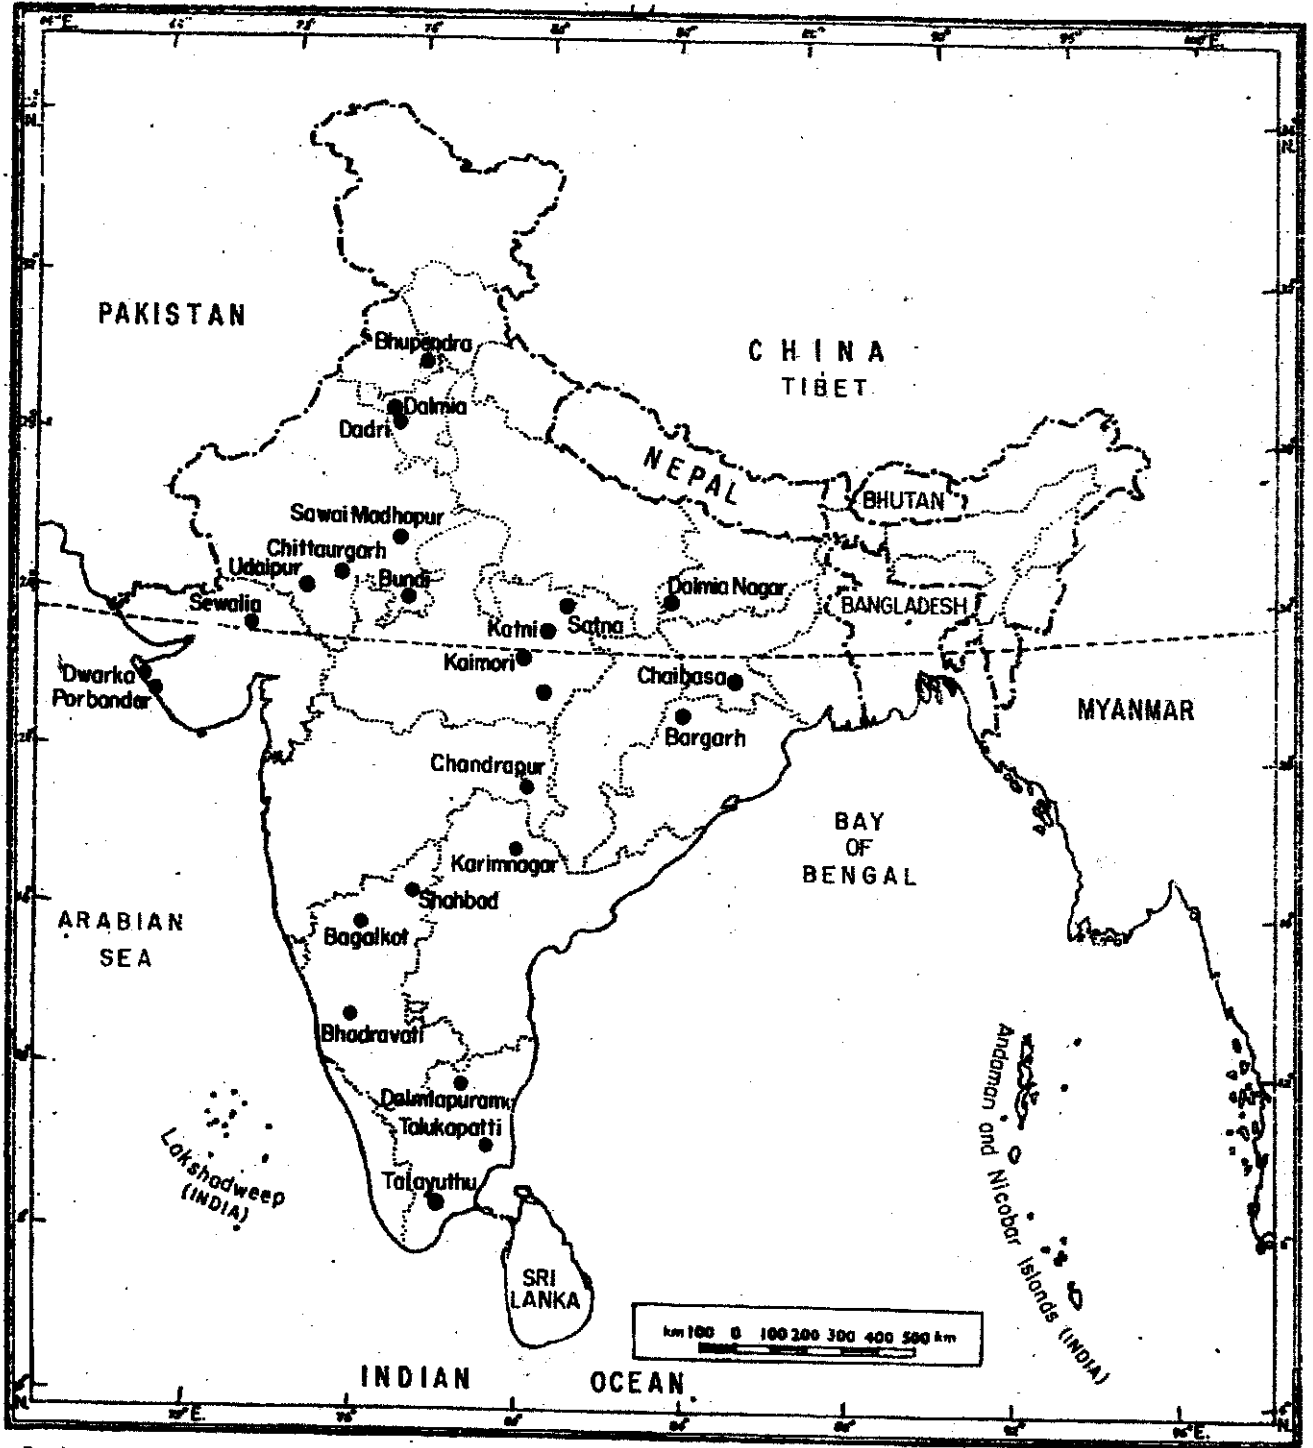 PAKISTAN
CHINA
TIBET
NEPAL
BHUTAN
BANGLADESH
MYANMAR
Bhupendra
Dalmia
Dadri
Sawai Madhopur
Chittaurgarh
Udaipur
Bundi
Sewalia
Dalmia Nagar
Katni
Satna
Kaimori
Chaibasa
Dwarka
Porbandar
Bargarh
Chandrapur
Karimnagar
Shahbad
Bagalkot
Bhadravati
Dalmiapuram
Talukapatti
Talayuthu
BAY
OF
BENGAL
ARABIAN
SEA
Lakshadweep
(INDIA)
Andaman and Nicobar Islands (INDIA)
SRI
LANKA
km 100 0 100 200 300 400 500 km
INDIAN OCEAN